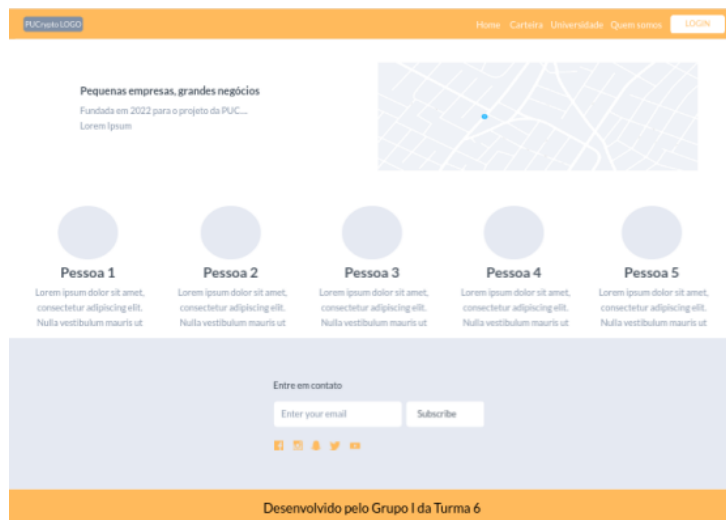 PUCrypto LOGO
Home Carteira Universidade Quem somos LOGIN
Pequenas empresas, grandes negócios
Fundada em 2022 para o projeto da PUC...
Lorem Ipsum
Pessoa 1
Lorem ipsum dolor sit amet,
consectetur adipiscing elit.
Nulla vestibulum mauris ut
Pessoa 2
Lorem ipsum dolor sit amet,
consectetur adipiscing elit.
Nulla vestibulum mauris ut
Pessoa 3
Lorem ipsum dolor sit amet,
consectetur adipiscing elit.
Nulla vestibulum mauris ut
Pessoa 4
Lorem ipsum dolor sit amet,
consectetur adipiscing elit.
Nulla vestibulum mauris ut
Pessoa 5
Lorem ipsum dolor sit amet,
consectetur adipiscing elit.
Nulla vestibulum mauris ut
Entre em contato
Enter your email
Subscribe
Desenvolvido pelo Grupo I da Turma 6